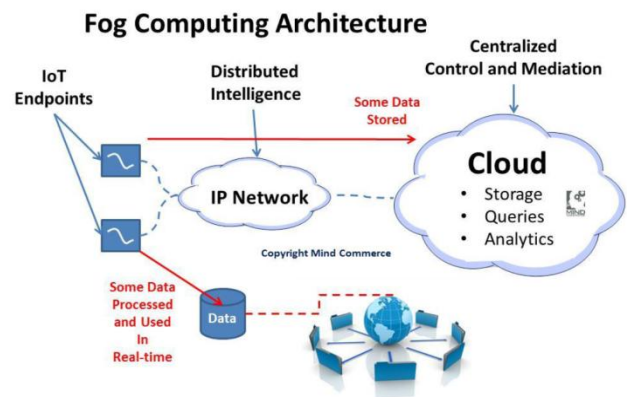 Fog Computing Architecture
IoT
Endpoints
Distributed
Intelligence
Centralized
Control and Mediation
Some Data
Stored
Cloud
• Storage
• Queries
• Analytics
MIND
IP Network
Copyright Mind Commerce
Some Data
Processed
and Used
In
Real-time
Data